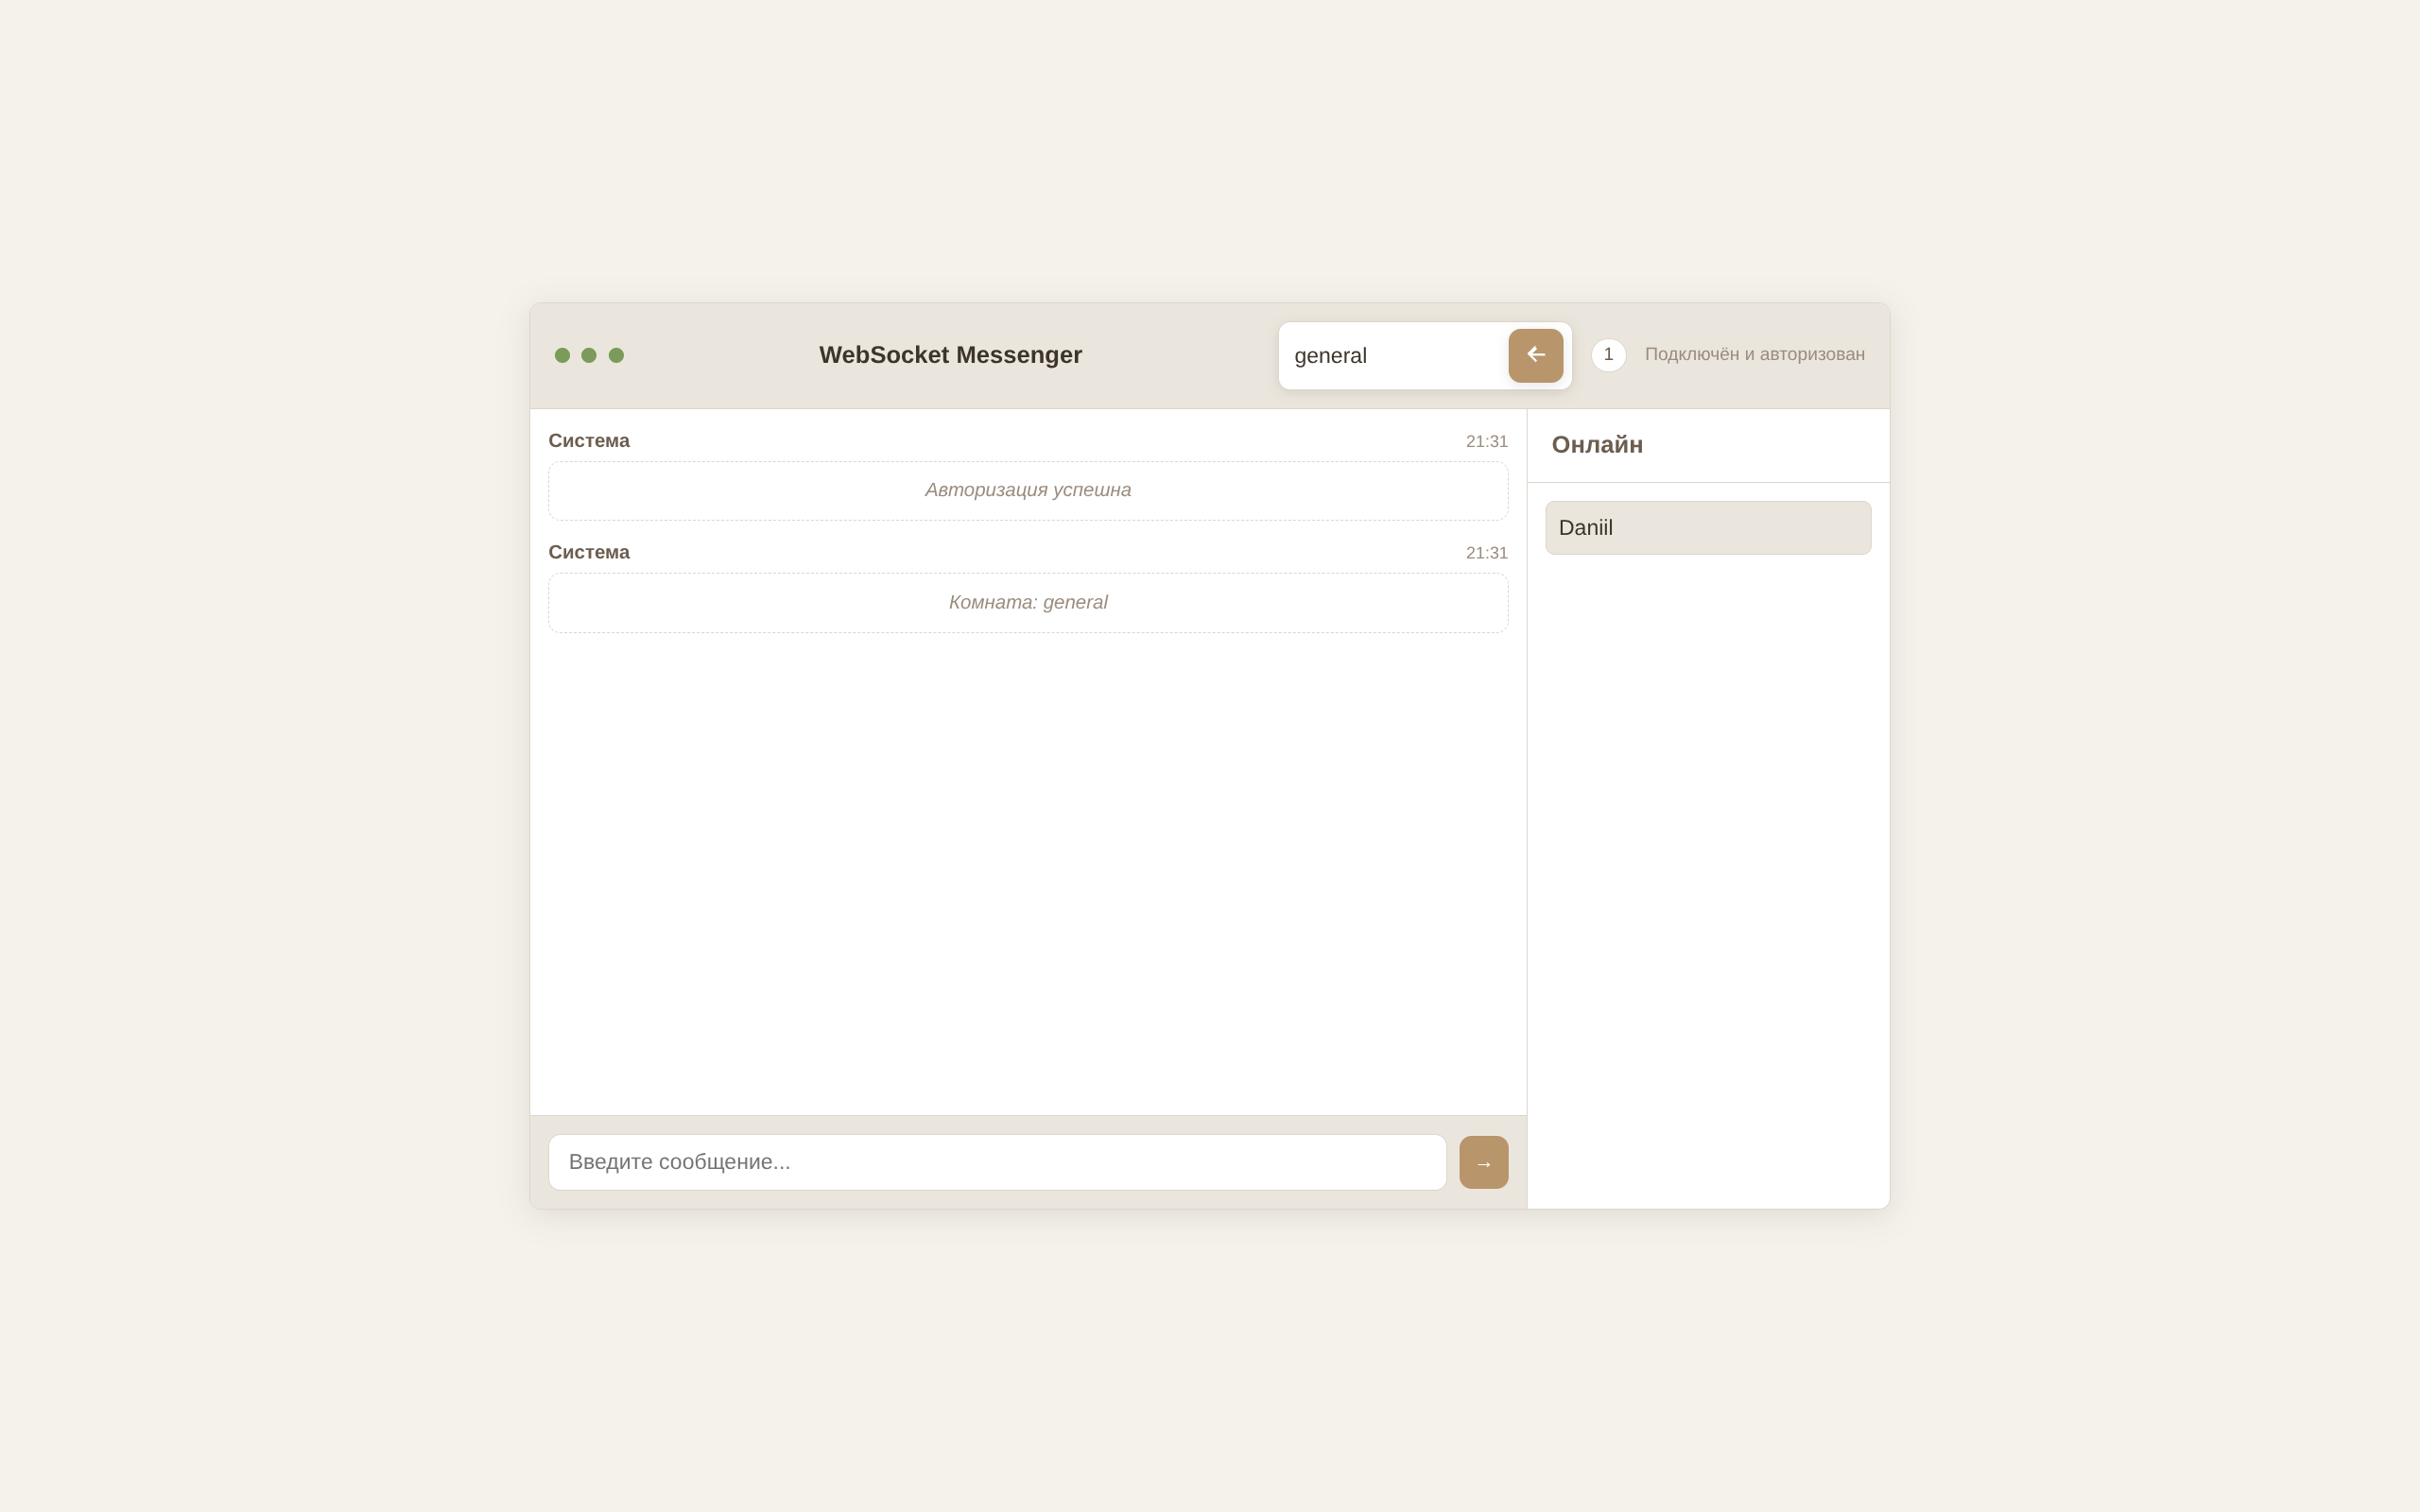 WebSocket Messenger
general
←
1
Подключён и авторизован
Система
21:31
Авторизация успешна
Система
21:31
Комната: general
Онлайн
Daniil
Введите сообщение...
→